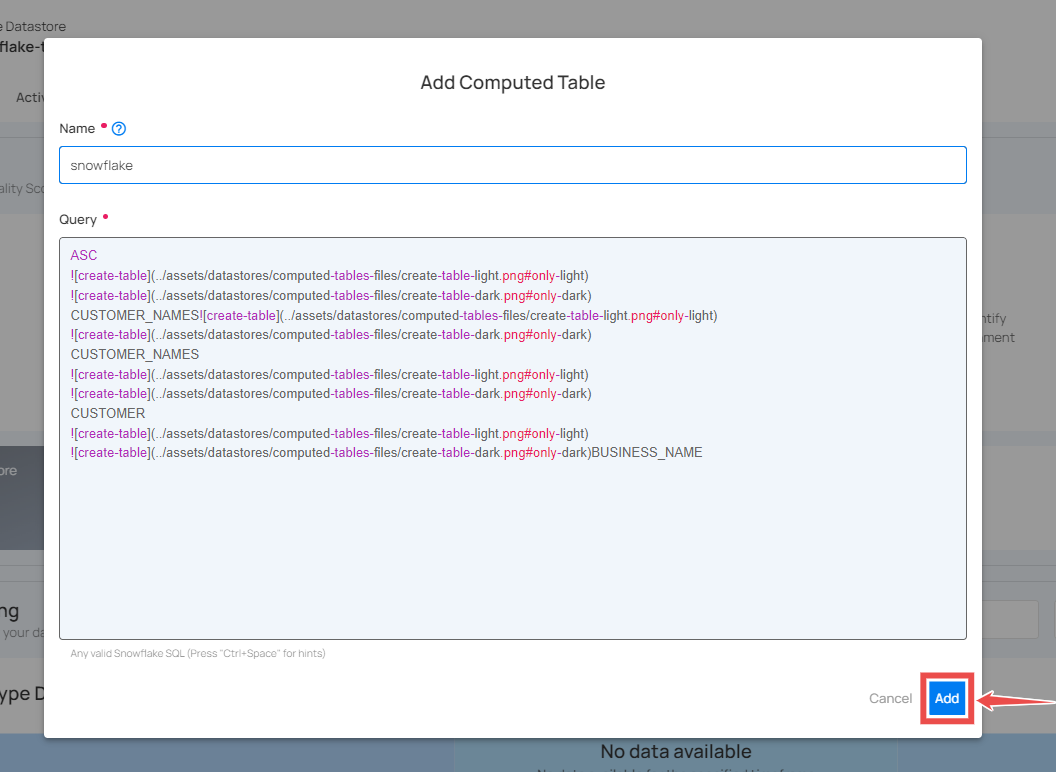 e Datastore
flake-t
Activ
Add Computed Table
Name
snowflake
ality Sco
Query
ASC
![create-table](../assets/datastores/computed-tables-files/create-table-light.png#only-light)
![create-table](../assets/datastores/computed-tables-files/create-table-dark.png#only-dark)
CUSTOMER_NAMES![create-table](../assets/datastores/computed-tables-files/create-table-light.png#only-light)
![create-table](../assets/datastores/computed-tables-files/create-table-dark.png#only-dark)
CUSTOMER_NAMES
![create-table](../assets/datastores/computed-tables-files/create-table-light.png#only-light)
![create-table](../assets/datastores/computed-tables-files/create-table-dark.png#only-dark)
CUSTOMER
![create-table](../assets/datastores/computed-tables-files/create-table-light.png#only-light)
![create-table](../assets/datastores/computed-tables-files/create-table-dark.png#only-dark)BUSINESS_NAME
ntify
ment
ore
ng
your da
Any valid Snowflake SQL (Press "Ctrl+Space" for hints)
ype D
Cancel
Add
No data available